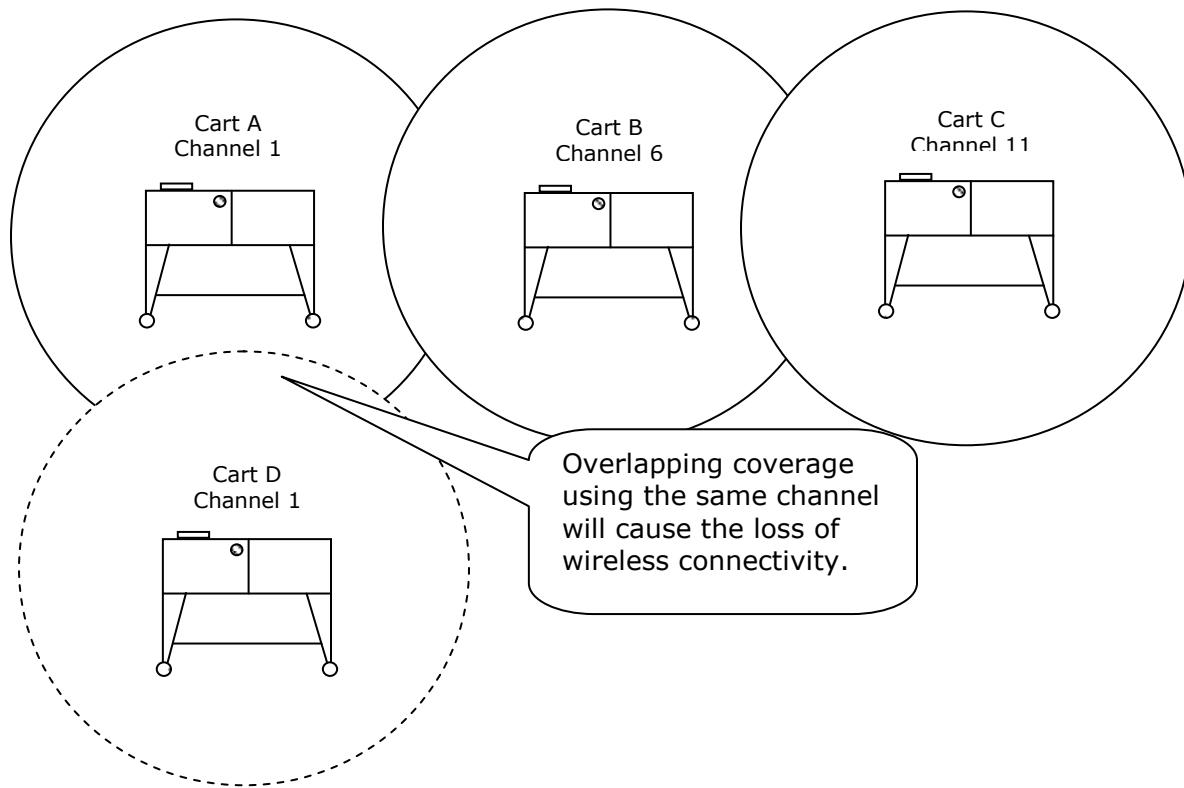 Cart A
Channel 1
Cart B
Channel 6
Cart C
Channel 11
Cart D
Channel 1
Overlapping coverage
using the same channel
will cause the loss of
wireless connectivity.